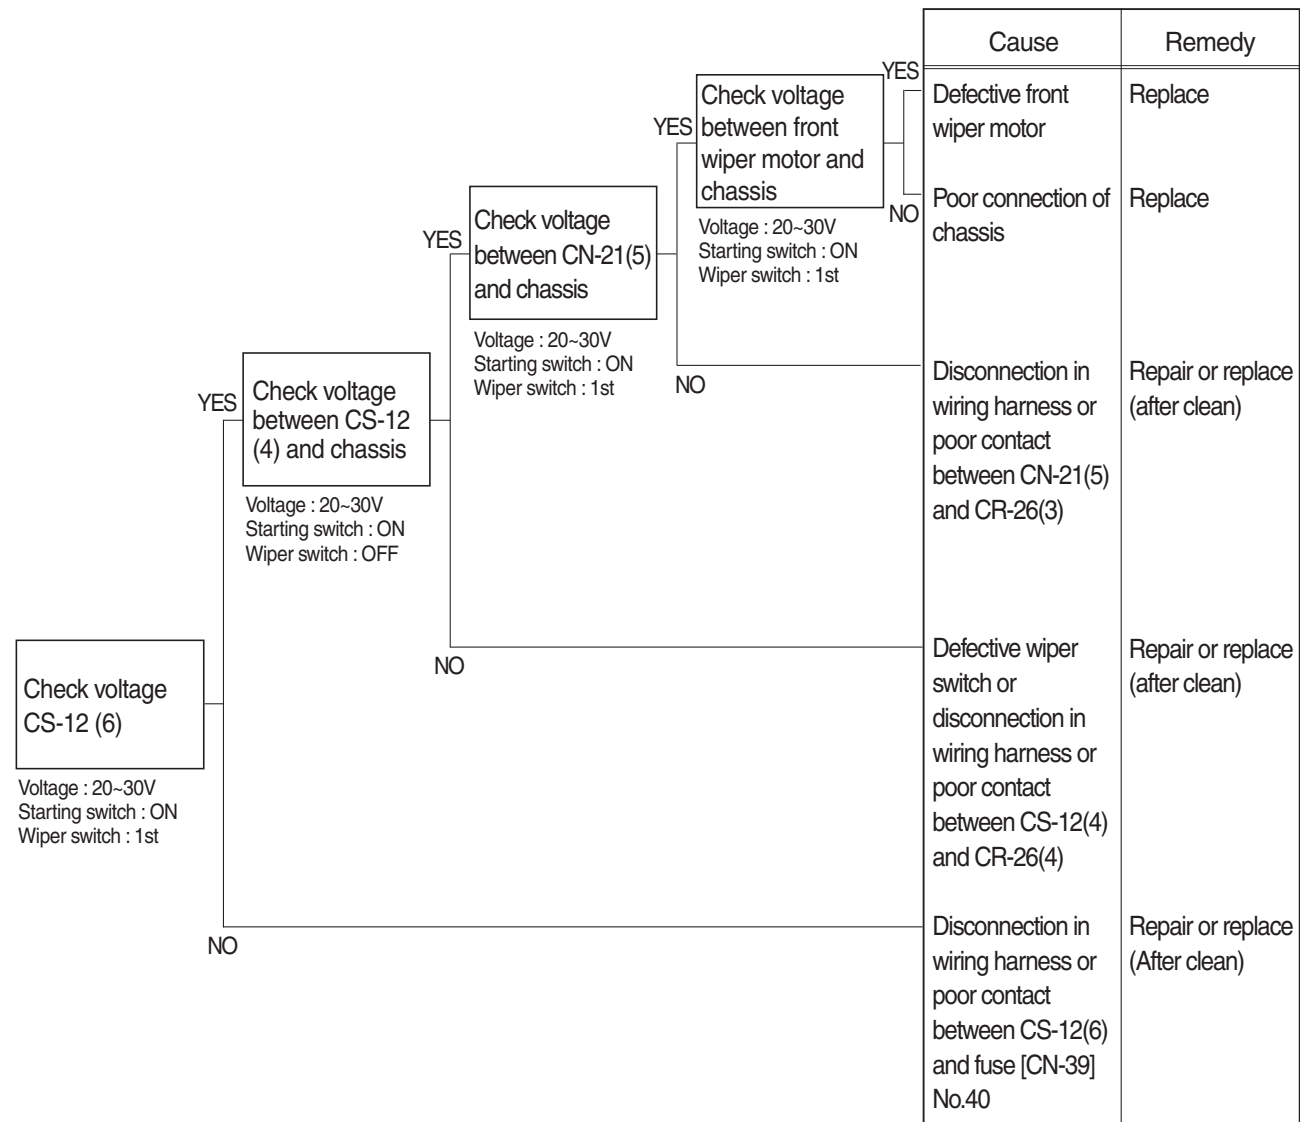 Cause
Remedy
YES
Check voltage
between front
wiper motor and
chassis
Defective front
wiper motor
Replace
YES
NO
Poor connection of
chassis
Replace
Voltage : 20~30V
Starting switch : ON
Wiper switch : 1st
YES
Check voltage
between CN-21(5)
and chassis
Voltage : 20~30V
Starting switch : ON
Wiper switch : 1st
NO
Disconnection in
wiring harness or
poor contact
between CN-21(5)
and CR-26(3)
Repair or replace
(after clean)
YES
Check voltage
between CS-12
(4) and chassis
Voltage : 20~30V
Starting switch : ON
Wiper switch : OFF
NO
Defective wiper
switch or
disconnection in
wiring harness or
poor contact
between CS-12(4)
and CR-26(4)
Repair or replace
(after clean)
Check voltage
CS-12 (6)
Voltage : 20~30V
Starting switch : ON
Wiper switch : 1st
NO
Disconnection in
wiring harness or
poor contact
between CS-12(6)
and fuse [CN-39]
No.40
Repair or replace
(After clean)